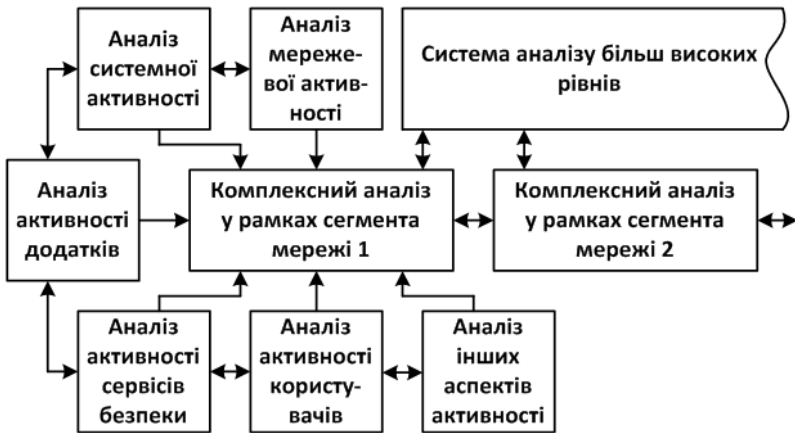 Аналіз
системної
активності
Аналіз
мереже-
вої актив-
ності
Система аналізу більш високих
рівнів
Аналіз
активності
додатків
Комплексний аналіз
у рамках сегмента
мережі 1
Комплексний аналіз
у рамках сегмента
мережі 2
Аналіз
активності
сервісів
безпеки
Аналіз
активності
користу-
вачів
Аналіз
інших
аспектів
активності